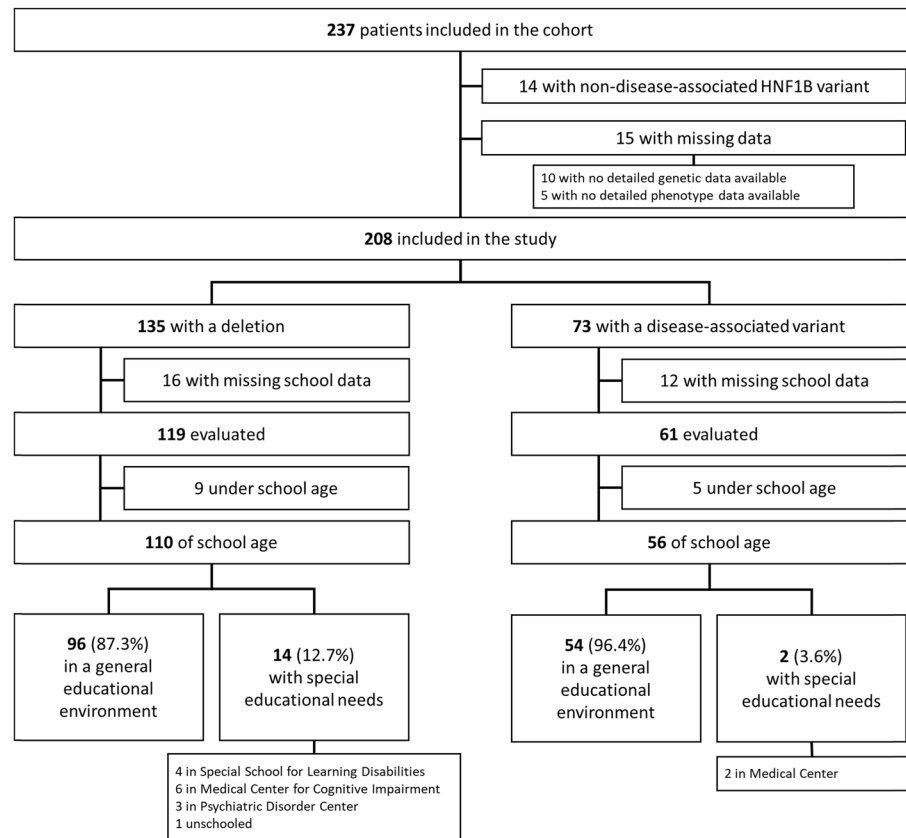 237 patients included in the cohort
14 with non-disease-associated HNF1B variant
15 with missing data
10 with no detailed genetic data available
5 with no detailed phenotype data available
208 included in the study
135 with a deletion
16 with missing school data
119 evaluated
9 under school age
110 of school age
96 (87.3%)
in a general
educational
environment
14 (12.7%)
with special
educational needs
4 in Special School for Learning Disabilities
6 in Medical Center for Cognitive Impairment
3 in Psychiatric Disorder Center
1 unschooled
73 with a disease-associated variant
12 with missing school data
61 evaluated
5 under school age
56 of school age
54 (96.4%)
in a general
educational
environment
2 (3.6%)
with special
educational needs
2 in Medical Center